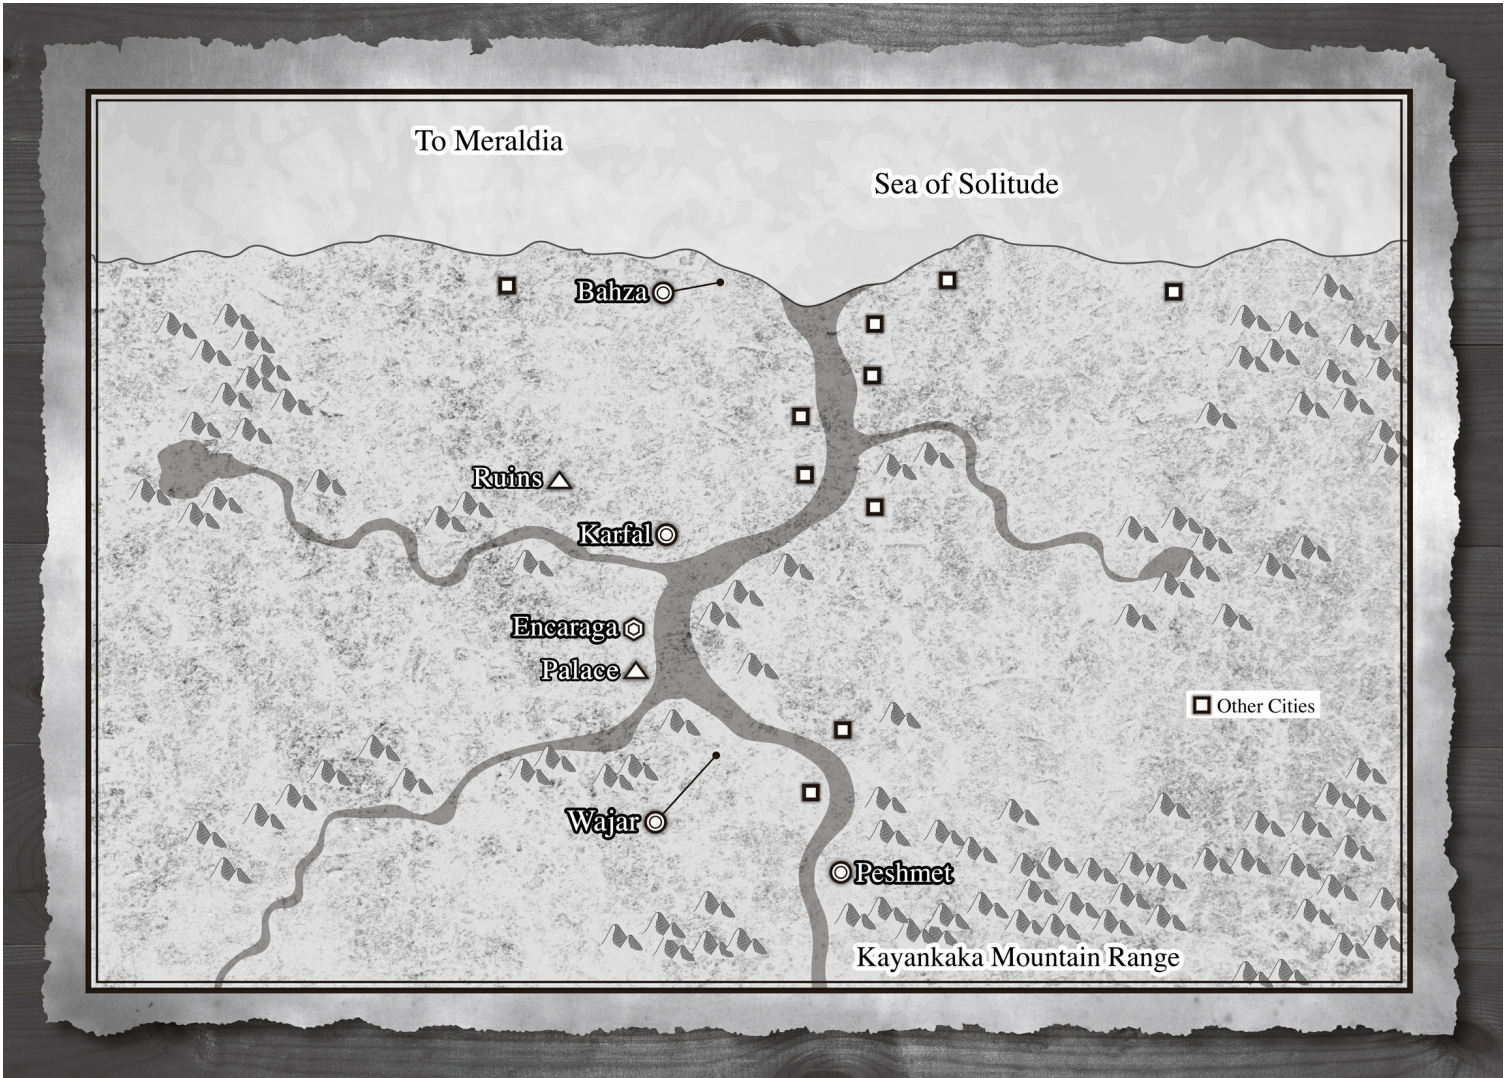 To Meraldia
Sea of Solitude
Bahza
Ruins
Karfal
Encaraga
Palace
Other Cities
Wajar
Peshmet
Kayankaka Mountain Range